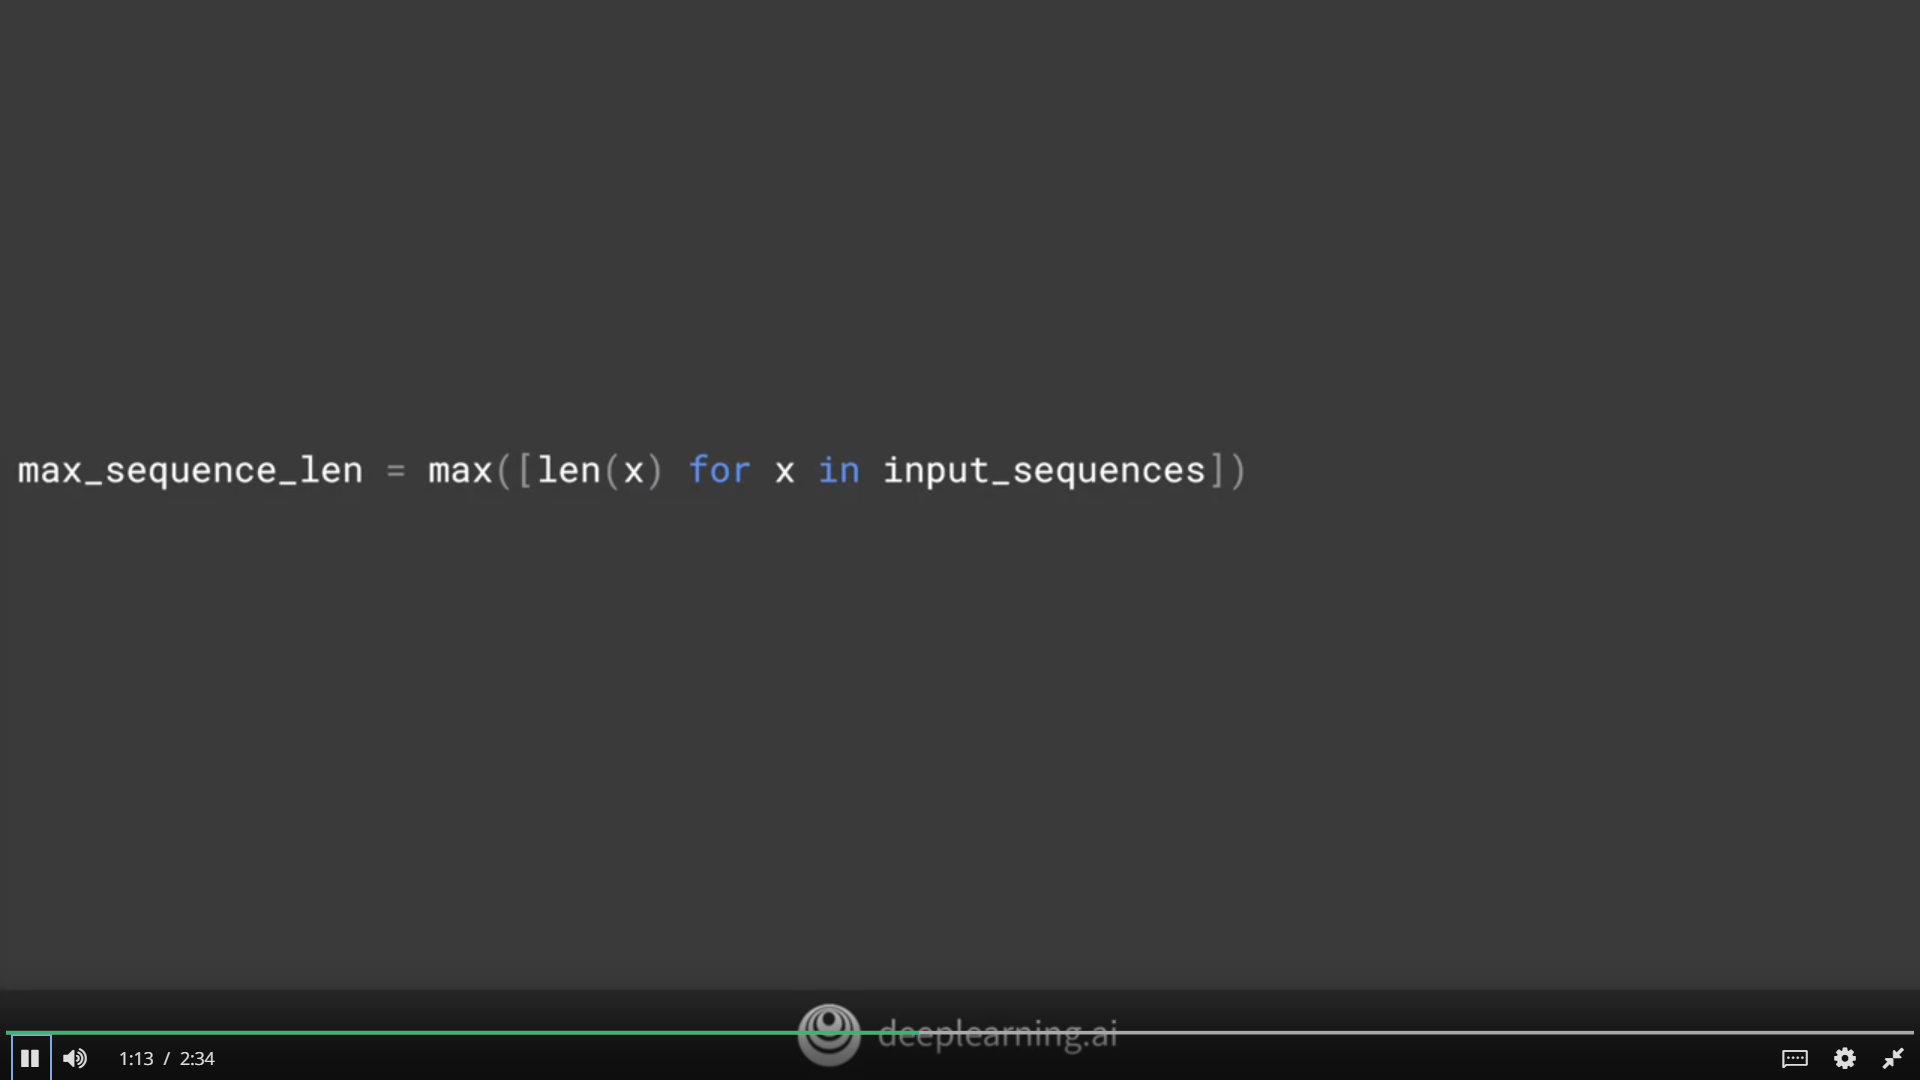 max_sequence_len = max([len(x) for x in input_sequences])
deeplearning.ai
1:13 / 2:34